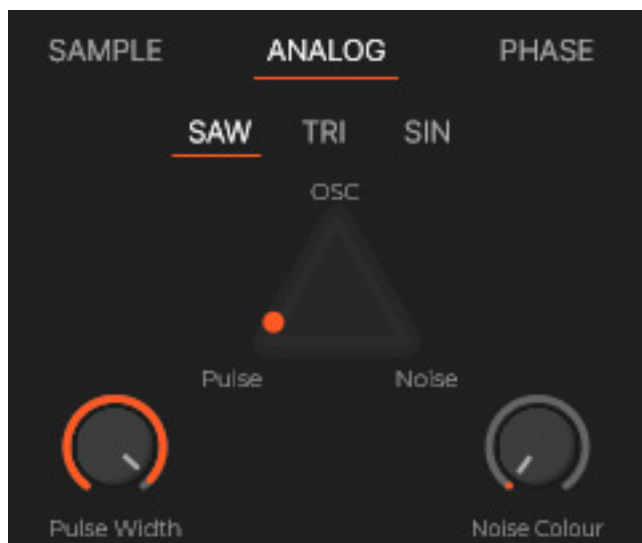 SAMPLE ANALOG PHASE
SAW TRI SIN
OSC
Pulse Noise
Pulse Width Noise Colour